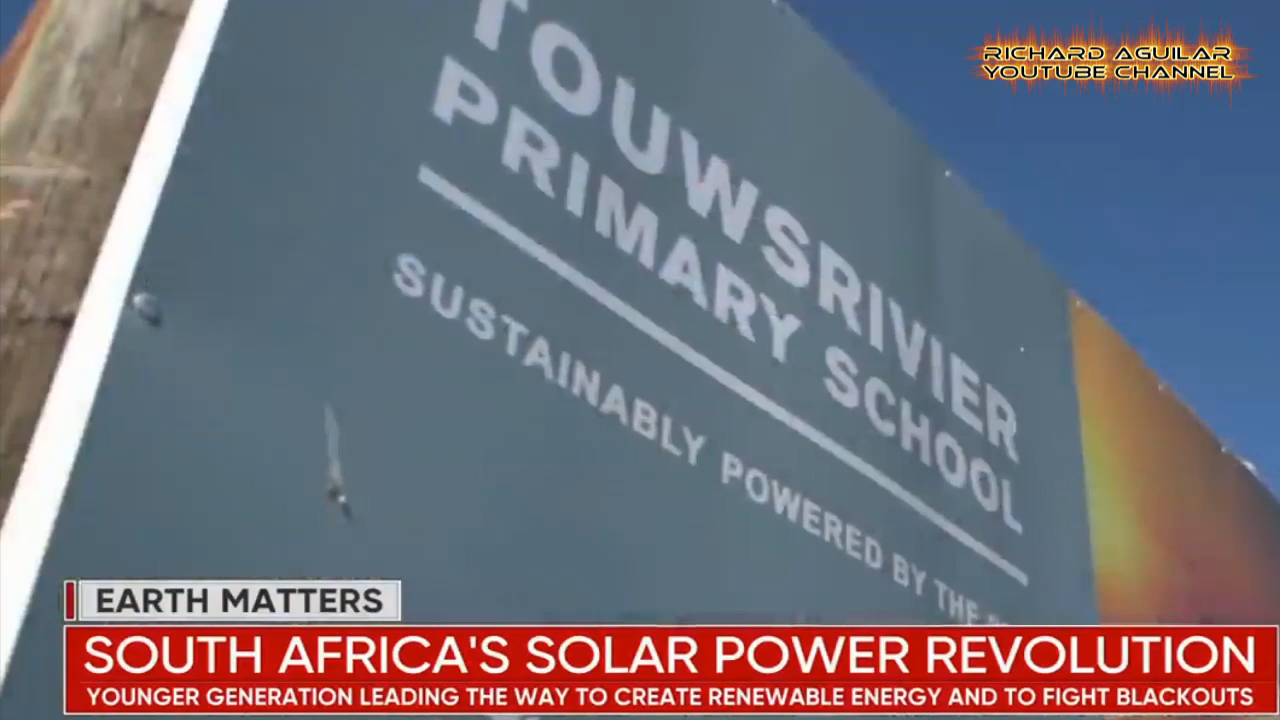 RICHARD AGUILAR
YOUTUBE CHANNEL
TOUWSRIVIER
PRIMARY SCHOOL
SUSTAINABLY POWERED BY THE
EARTH MATTERS
SOUTH AFRICA'S SOLAR POWER REVOLUTION
YOUNGER GENERATION LEADING THE WAY TO CREATE RENEWABLE ENERGY AND TO FIGHT BLACKOUTS